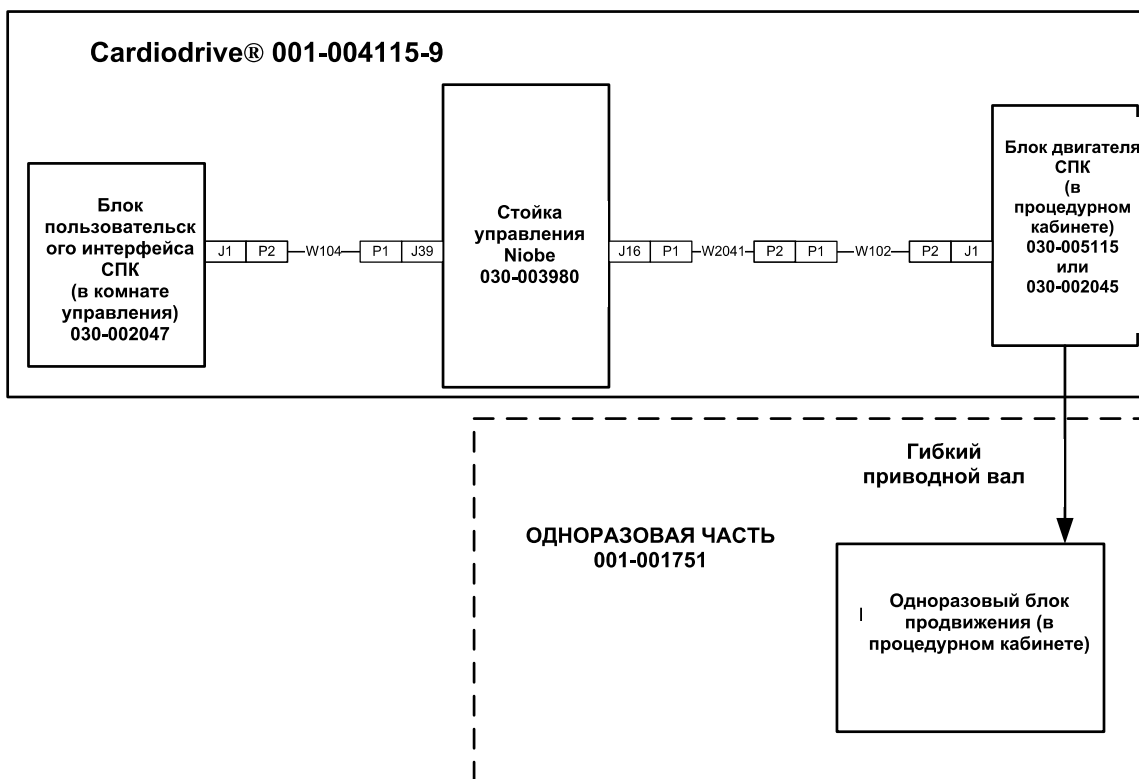 Cardiodrive® 001-004115-9
Блок
пользовательск
ого интерфейса
СПК
(в комнате
управления)
030-002047
J1 P2 W104 P1 J39
Стойка
управления
Niobe
030-003980
J16 P1 W2041 P2 P1 W102 P2 J1
Блок двигателя
СПК
(в
процедурном
кабинете)
030-005115
или
030-002045
Гибкий
приводной вал
ОДНОРАЗОВАЯ ЧАСТЬ
001-001751
Одноразовый блок
продвижения (в
процедурном кабинете)